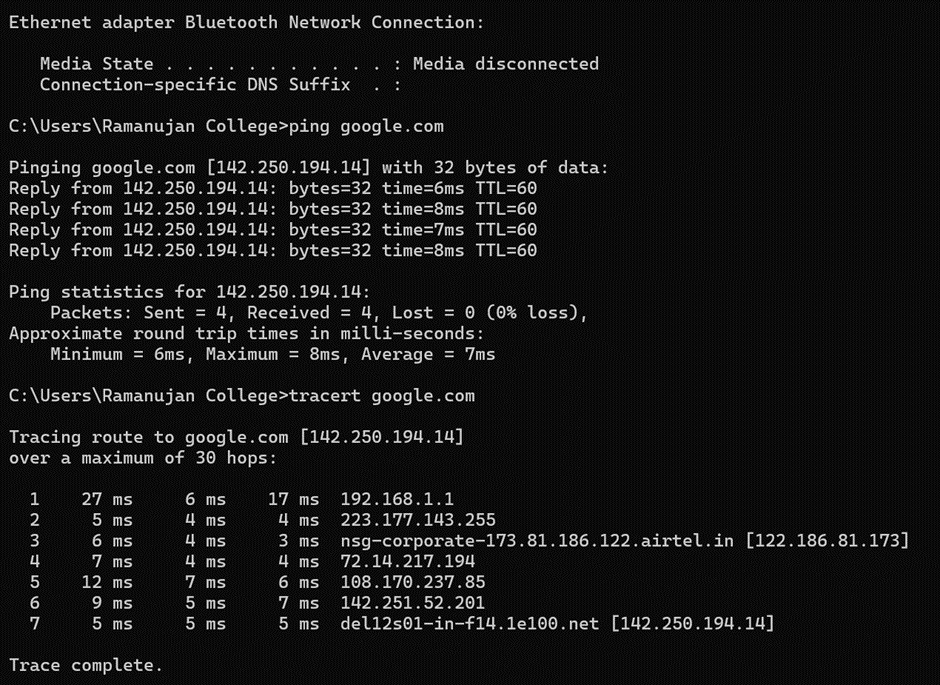 Ethernet adapter Bluetooth Network Connection:
   Media State . . . . . . . . . . . : Media disconnected
   Connection-specific DNS Suffix  . :
C:\Users\Ramanujan College>ping google.com
Pinging google.com [142.250.194.14] with 32 bytes of data:
Reply from 142.250.194.14: bytes=32 time=6ms TTL=60
Reply from 142.250.194.14: bytes=32 time=8ms TTL=60
Reply from 142.250.194.14: bytes=32 time=7ms TTL=60
Reply from 142.250.194.14: bytes=32 time=8ms TTL=60
Ping statistics for 142.250.194.14:
    Packets: Sent = 4, Received = 4, Lost = 0 (0% loss),
Approximate round trip times in milli-seconds:
    Minimum = 6ms, Maximum = 8ms, Average = 7ms
C:\Users\Ramanujan College>tracert google.com
Tracing route to google.com [142.250.194.14]
over a maximum of 30 hops:
  1    27 ms     6 ms    17 ms  192.168.1.1
  2     5 ms     4 ms     4 ms  223.177.143.255
  3     6 ms     4 ms     3 ms  nsg-corporate-173.81.186.122.airtel.in [122.186.81.173]
  4     7 ms     4 ms     4 ms  72.14.217.194
  5    12 ms     7 ms     6 ms  108.170.237.85
  6     9 ms     5 ms     7 ms  142.251.52.201
  7     5 ms     5 ms     5 ms  del12s01-in-f14.1e100.net [142.250.194.14]
Trace complete.